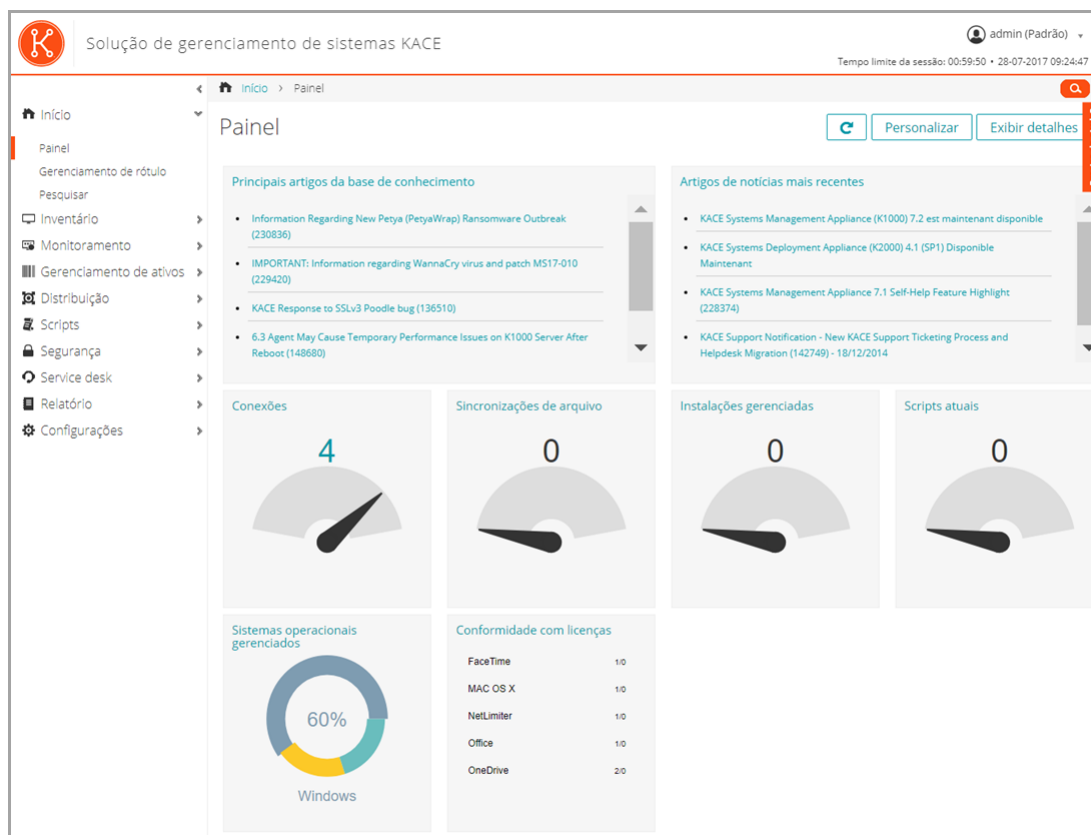 Solução de gerenciamento de sistemas KACE
admin (Padrão)
Tempo limite da sessão: 00:59:50 • 28-07-2017 09:24:47
Início > Painel
Início
Painel
Gerenciamento de rótulo
Pesquisar
Inventário
Monitoramento
Gerenciamento de ativos
Distribuição
Scripts
Segurança
Service desk
Relatório
Configurações
Painel
Personalizar
Exibir detalhes
Principais artigos da base de conhecimento
Information Regarding New Petya (PetyaWrap) Ransomware Outbreak
(230836)
IMPORTANT: Information regarding WannaCry virus and patch MS17-010
(229420)
KACE Response to SSLv3 Poodle bug (136510)
6.3 Agent May Cause Temporary Performance Issues on K1000 Server After
Reboot (148680)
Artigos de notícias mais recentes
KACE Systems Management Appliance (K1000) 7.2 est maintenant disponible
KACE Systems Deployment Appliance (K2000) 4.1 (SP1) Disponible
Maintenant
KACE Systems Management Appliance 7.1 Self-Help Feature Highlight
(228374)
KACE Support Notification - New KACE Support Ticketing Process and
Helpdesk Migration (142749) - 18/12/2014
Conexões
4
Sincronizações de arquivo
0
Instalações gerenciadas
0
Scripts atuais
0
Sistemas operacionais
gerenciados
60%
Windows
Conformidade com licenças
FaceTime 1/0
MAC OS X 1/0
NetLimiter 1/0
Office 1/0
OneDrive 2/0